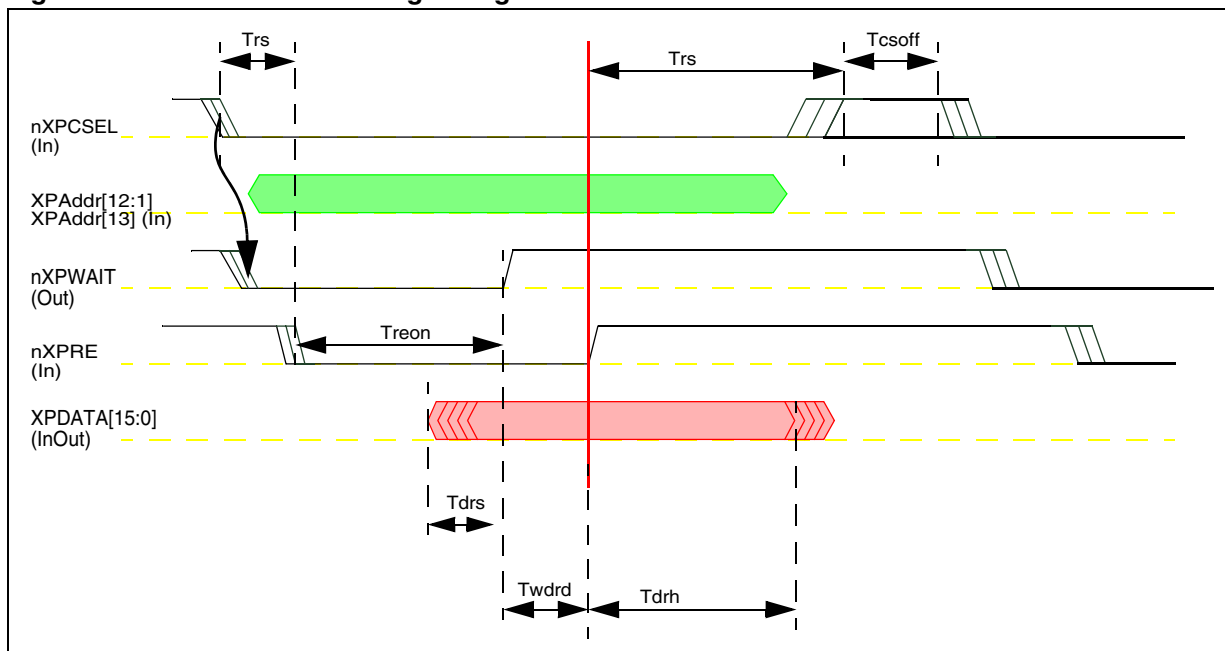 Trs
Trs
Tcsoff
nXPCSEL
(In)
XPAddr[12:1]
XPAddr[13] (In)
nXPWAIT
(Out)
Treon
nXPRE
(In)
XPDATA[15:0]
(InOut)
Tdrs
Twdrd
Tdrh